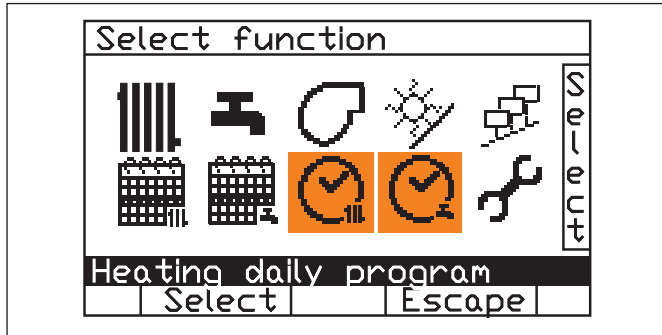 Select function
Select
Heating daily program
Select Escape